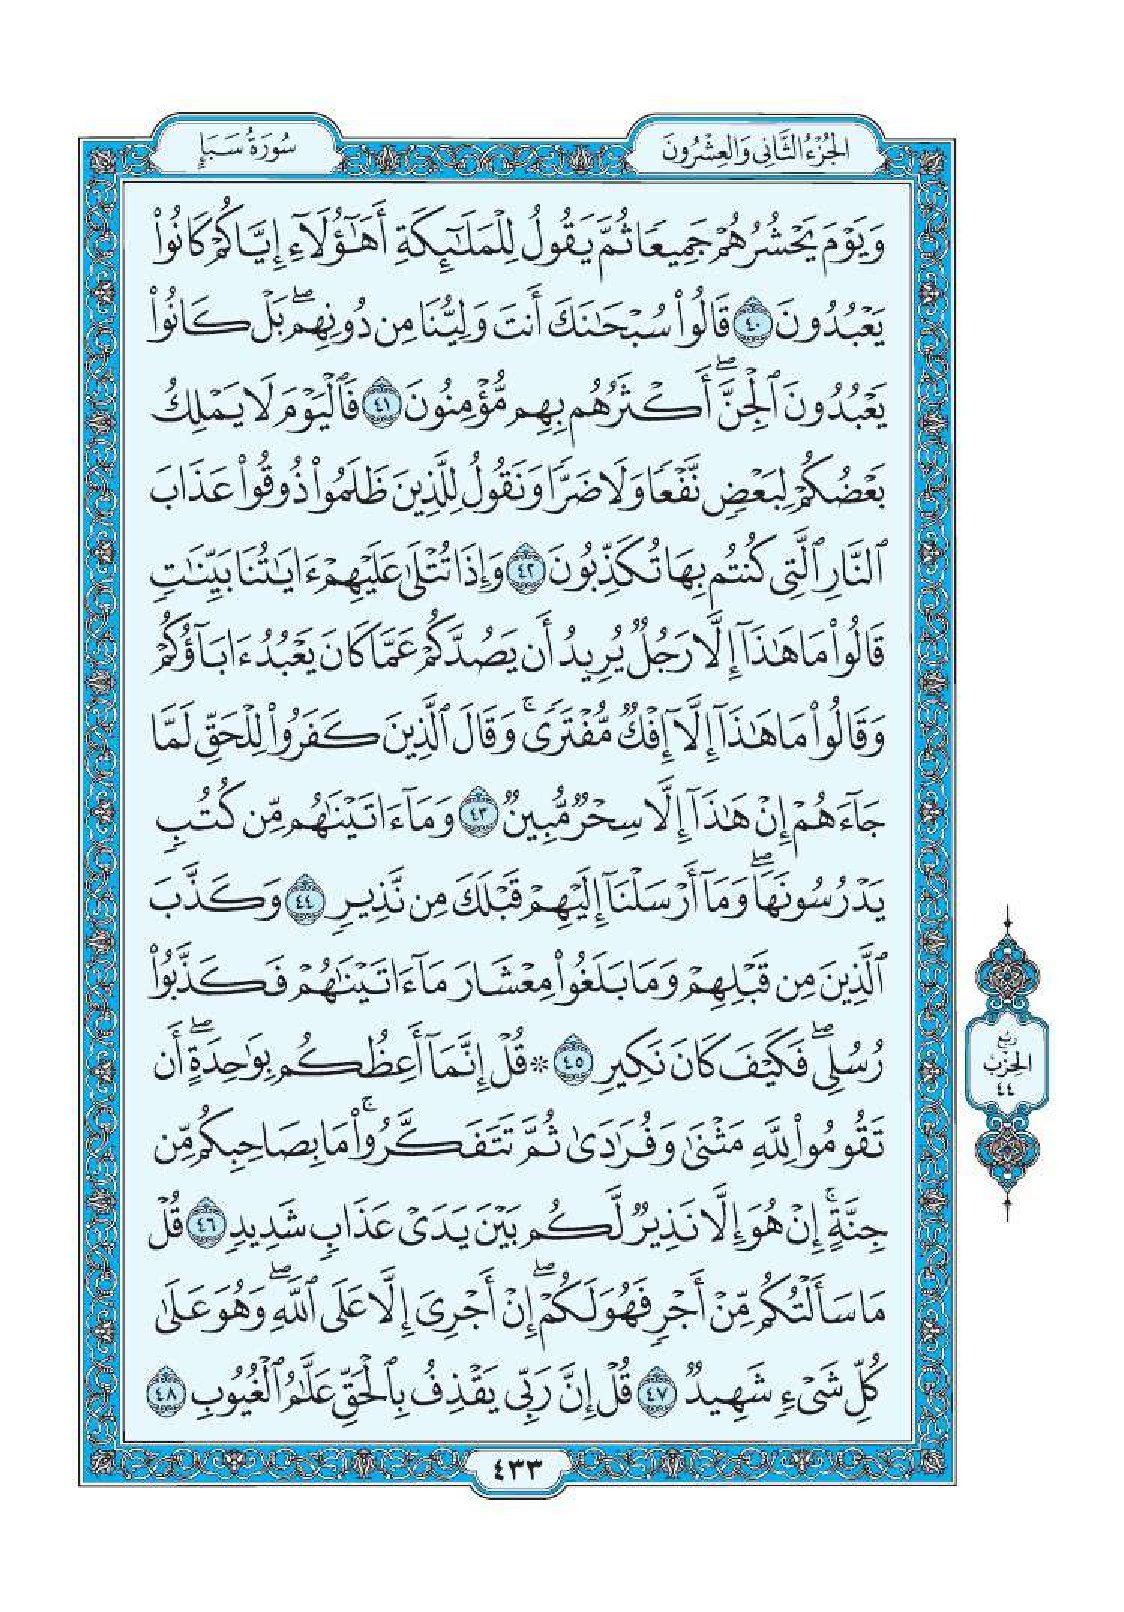 الجُزْءُ الثَّانِي وَالعِشْرُونَ
سُورَةُ سَبَإٍ
وَيَوْمَ يَحْشُرُهُمْ جَمِيعًا ثُمَّ يَقُولُ لِلْمَلَٰٓئِكَةِ أَهَٰٓؤُلَآءِ إِيَّاكُمْ كَانُوا۟
يَعْبُدُونَ ٤٠ قَالُوا۟ سُبْحَٰنَكَ أَنتَ وَلِيُّنَا مِن دُونِهِمۖ بَلْ كَانُوا۟
يَعْبُدُونَ ٱلْجِنَّۖ أَكْثَرُهُم بِهِم مُّؤْمِنُونَ ٤١ فَٱلْيَوْمَ لَا يَمْلِكُ
بَعْضُكُمْ لِبَعْضٍ نَّفْعًا وَلَا ضَرًّا وَنَقُولُ لِلَّذِينَ ظَلَمُوا۟ ذُوقُوا۟ عَذَابَ
ٱلنَّارِ ٱلَّتِى كُنتُم بِهَا تُكَذِّبُونَ ٤٢ وَإِذَا تُتْلَىٰ عَلَيْهِمْ ءَايَٰتُنَا بَيِّنَٰتٍ
قَالُوا۟ مَا هَٰذَآ إِلَّا رَجُلٌ يُرِيدُ أَن يَصُدَّكُمْ عَمَّا كَانَ يَعْبُدُ ءَابَآؤُكُمْ
وَقَالُوا۟ مَا هَٰذَآ إِلَّآ إِفْكٌ مُّفْتَرًىۚ وَقَالَ ٱلَّذِينَ كَفَرُوا۟ لِلْحَقِّ لَمَّا
جَآءَهُمْ إِنْ هَٰذَآ إِلَّا سِحْرٌ مُّبِينٌ ٤٣ وَمَآ ءَاتَيْنَٰهُم مِّن كُتُبٍ
يَدْرُسُونَهَاۖ وَمَآ أَرْسَلْنَآ إِلَيْهِمْ قَبْلَكَ مِن نَّذِيرٍ ٤٤ وَكَذَّبَ
ٱلَّذِينَ مِن قَبْلِهِمْ وَمَا بَلَغُوا۟ مِعْشَارَ مَآ ءَاتَيْنَٰهُمْ فَكَذَّبُوا۟
رُسُلِىۖ فَكَيْفَ كَانَ نَكِيرِ ٤٥ ۞ قُلْ إِنَّمَآ أَعِظُكُم بِوَٰحِدَةٍۖ أَن
تَقُومُوا۟ لِلَّهِ مَثْنَىٰ وَفُرَٰدَىٰ ثُمَّ تَتَفَكَّرُوا۟ۚ مَا بِصَاحِبِكُم مِّن
جِنَّةٍۚ إِنْ هُوَ إِلَّا نَذِيرٌ لَّكُم بَيْنَ يَدَىْ عَذَابٍ شَدِيدٍ ٤٦ قُلْ
مَا سَأَلْتُكُم مِّنْ أَجْرٍ فَهُوَ لَكُمْۖ إِنْ أَجْرِىَ إِلَّا عَلَى ٱللَّهِۖ وَهُوَ عَلَىٰ
كُلِّ شَىْءٍ شَهِيدٌ ٤٧ قُلْ إِنَّ رَبِّى يَقْذِفُ بِٱلْحَقِّ عَلَّٰمُ ٱلْغُيُوبِ ٤٨
رُبْعُ
الحِزْبِ
٤٤
٤٣٣